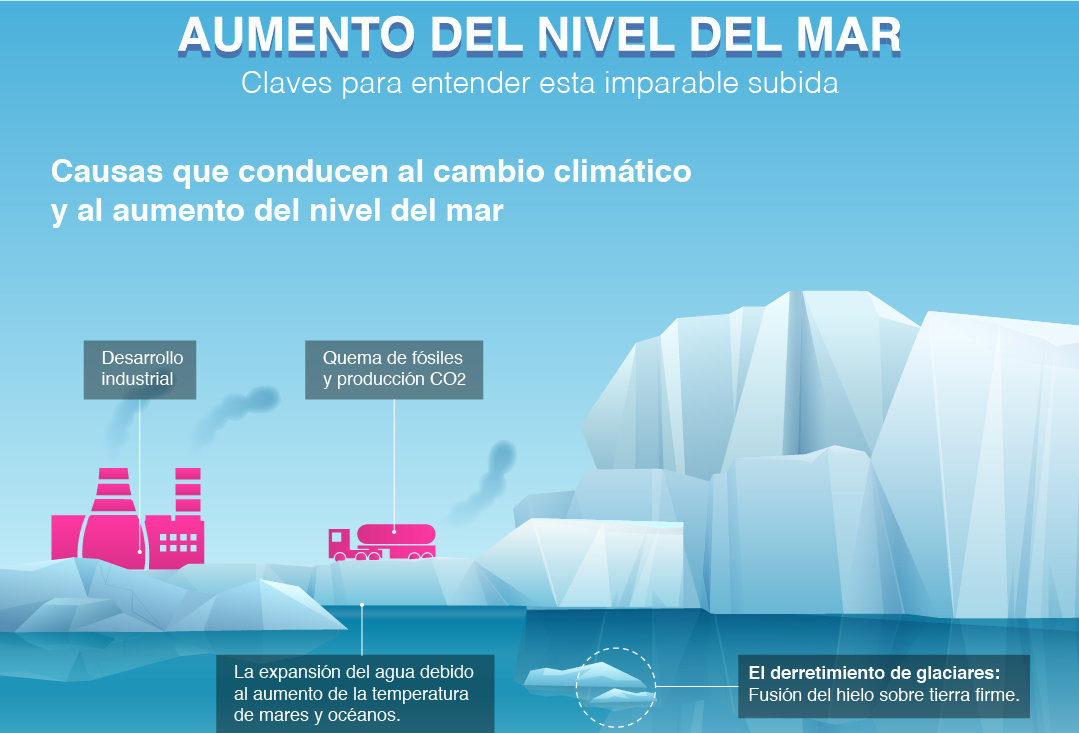 AUMENTO DEL NIVEL DEL MAR
Claves para entender esta imparable subida
Causas que conducen al cambio climático
y al aumento del nivel del mar
Desarrollo
industrial
Quema de fósiles
y producción CO2
La expansión del agua debido
al aumento de la temperatura
de mares y océanos.
El derretimiento de glaciares:
Fusión del hielo sobre tierra firme.